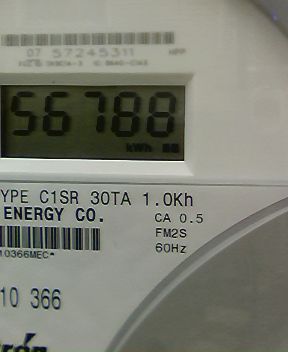 07 57245311
56788
kWh
YPE C1SR 30TA 1.0Kh
ENERGY CO.
CA 0.5
FM2S
60Hz
10366MEC*
10 366